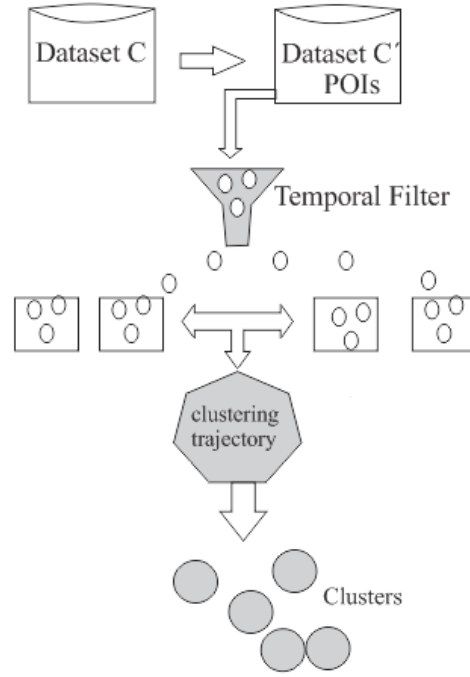 Dataset C
Dataset C´
POIs
Temporal Filter
clustering
trajectory
Clusters